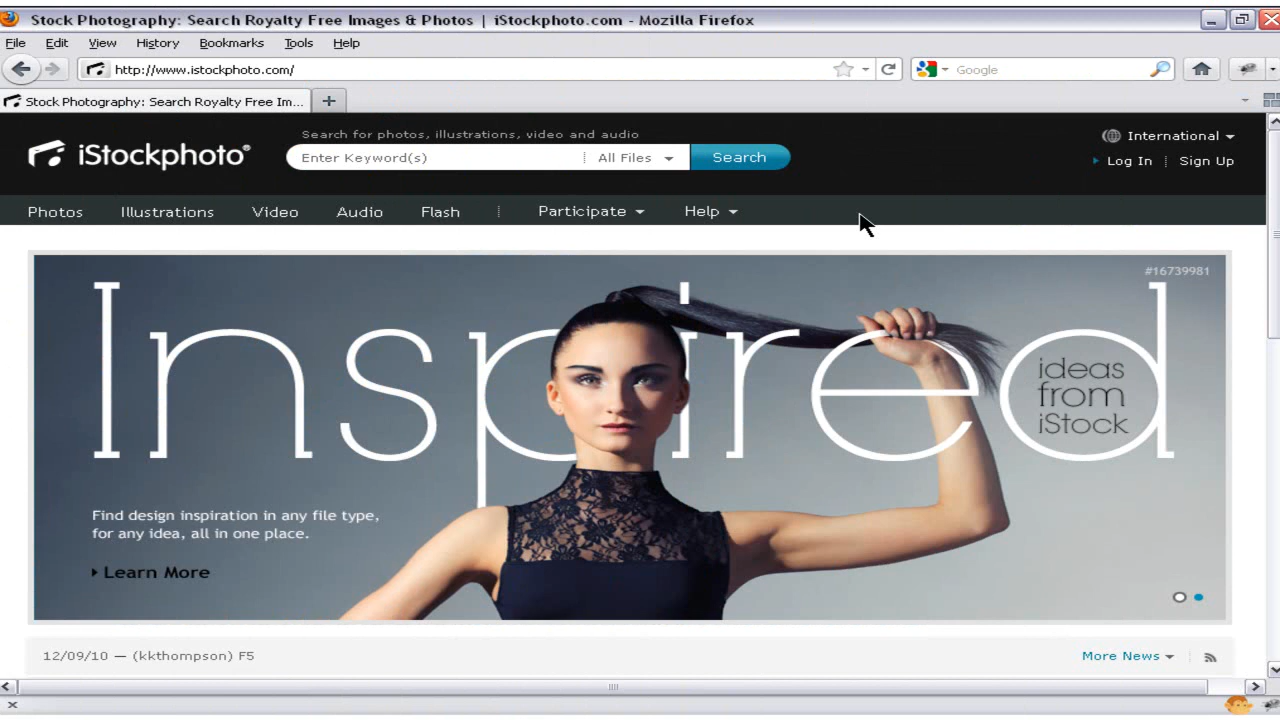 Stock Photography: Search Royalty Free Images & Photos | iStockphoto.com - Mozilla Firefox
File Edit View History Bookmarks Tools Help
http://www.istockphoto.com/
Google
Stock Photography: Search Royalty Free Im...
Search for photos, illustrations, video and audio
iStockphoto®
Enter Keyword(s) All Files Search
International
Log In | Sign Up
Photos Illustrations Video Audio Flash Participate Help
#16739981
Inspired
ideas
from
iStock
Find design inspiration in any file type,
for any idea, all in one place.
Learn More
12/09/10 — (kkthompson) F5
More News